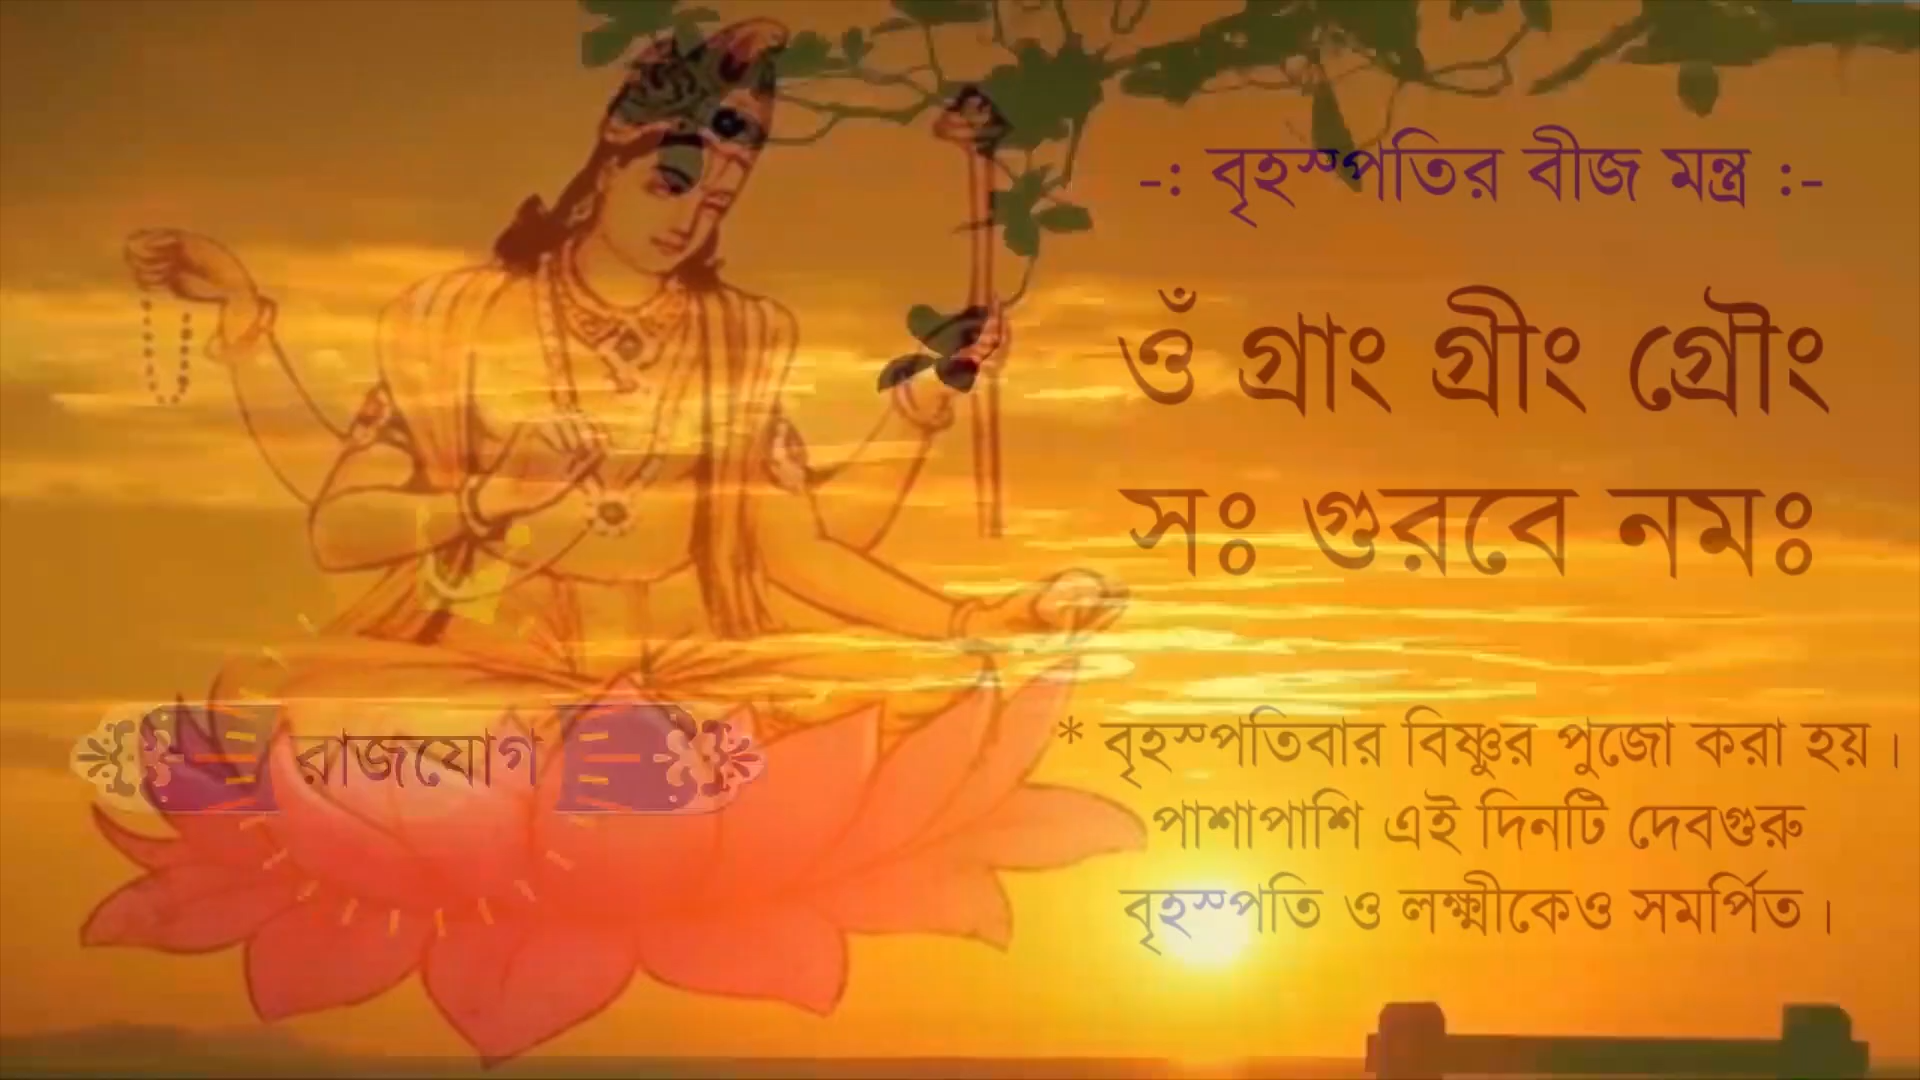 -: বৃহস্পতির বীজ মন্ত্র :-
ওঁ গ্রাং গ্রীং গ্রৌং
সঃ গুরবে নমঃ
রাজযোগ
* বৃহস্পতিবার বিষ্ণুর পুজো করা হয়।
পাশাপাশি এই দিনটি দেবগুরু
বৃহস্পতি ও লক্ষ্মীকেও সমর্পিত।